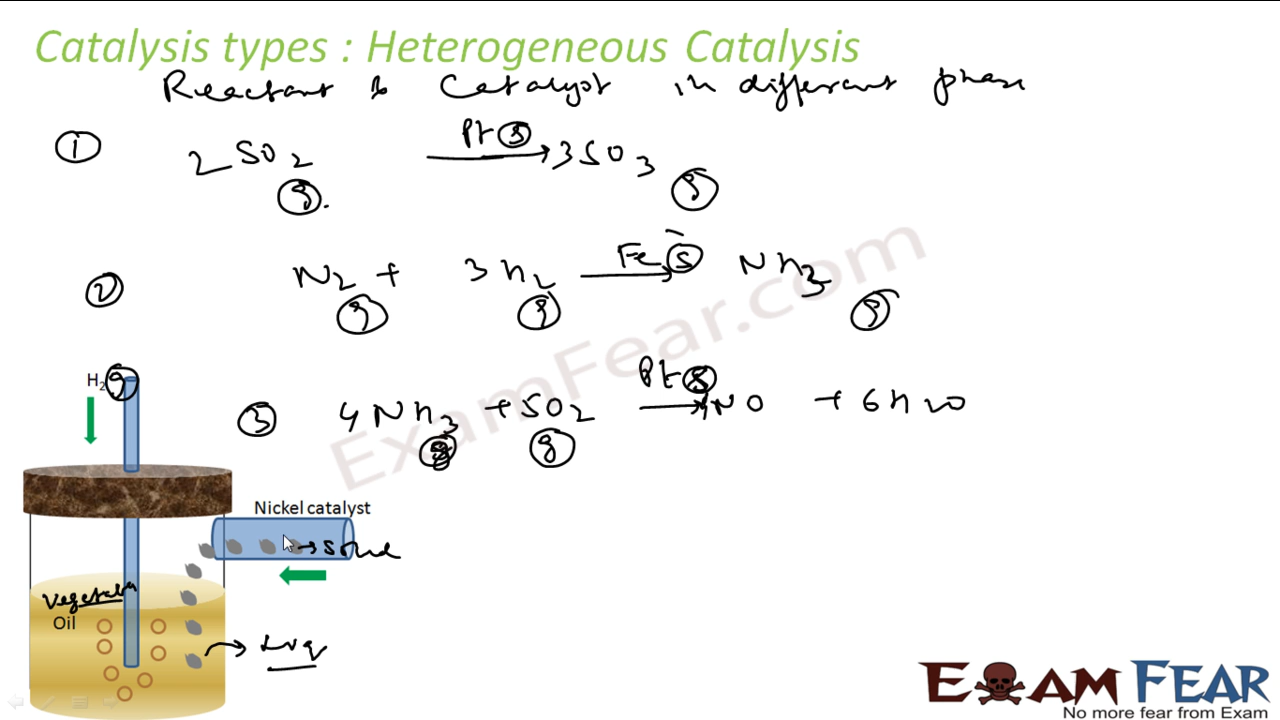 Catalysis types : Heterogeneous Catalysis
Reactant & Catalyst in different phase
① 2SO2 (g). Pt (s) → 3SO3 (g)
② N2 (g) + 3H2 (g) Fe (s) → NH3 (g)
③ 4NH3 (g) + 5O2 (g) Pt (s) → 4NO + 6H2O
H2 g
Nickel catalyst
→ solid
Vegetable
Oil
→ Liq
ExamFear.com
EXAM FEAR
No more fear from Exam